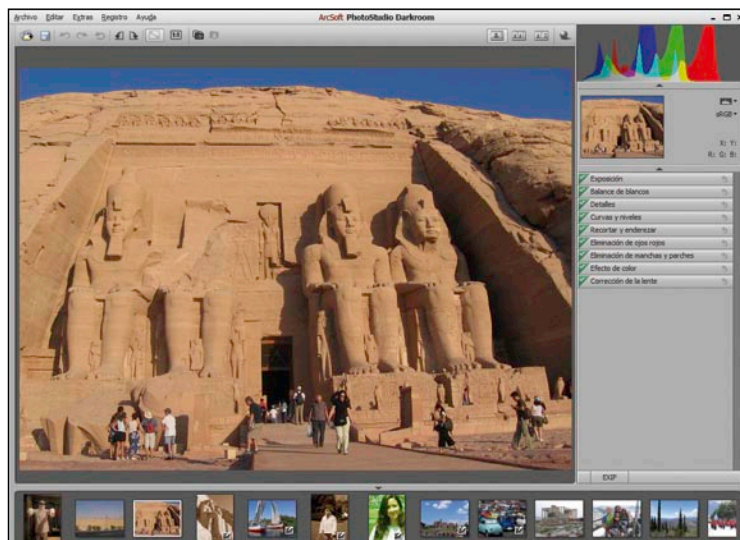 Archivo Editar Extras Registro Ayuda ArcSoft PhotoStudio Darkroom
sRGB
X: Y:
R: G: B:
Exposición
Balance de blancos
Detalles
Curvas y niveles
Recortar y enderezar
Eliminación de ojos rojos
Eliminación de manchas y parches
Efecto de color
Corrección de la lente
EXIF